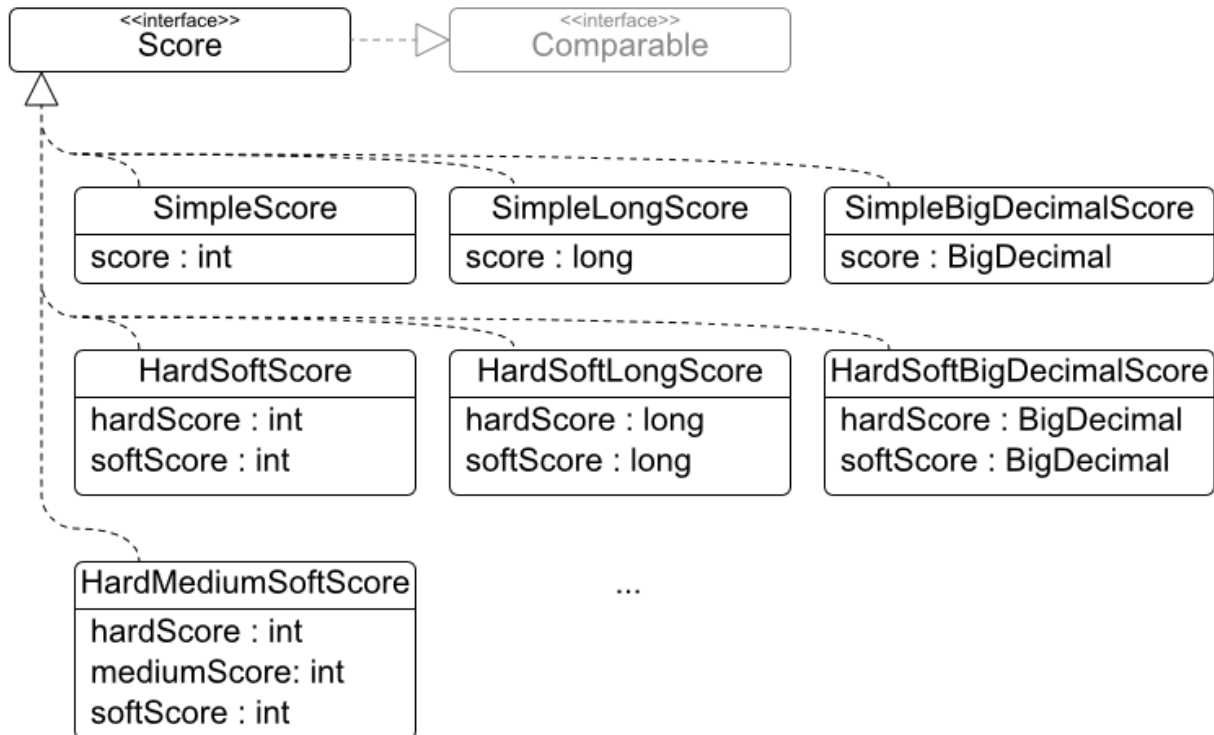 <<interface>>
Score
<<interface>>
Comparable
SimpleScore
score : int
SimpleLongScore
score : long
SimpleBigDecimalScore
score : BigDecimal
HardSoftScore
hardScore : int
softScore : int
HardSoftLongScore
hardScore : long
softScore : long
HardSoftBigDecimalScore
hardScore : BigDecimal
softScore : BigDecimal
HardMediumSoftScore
hardScore : int
mediumScore: int
softScore : int
...